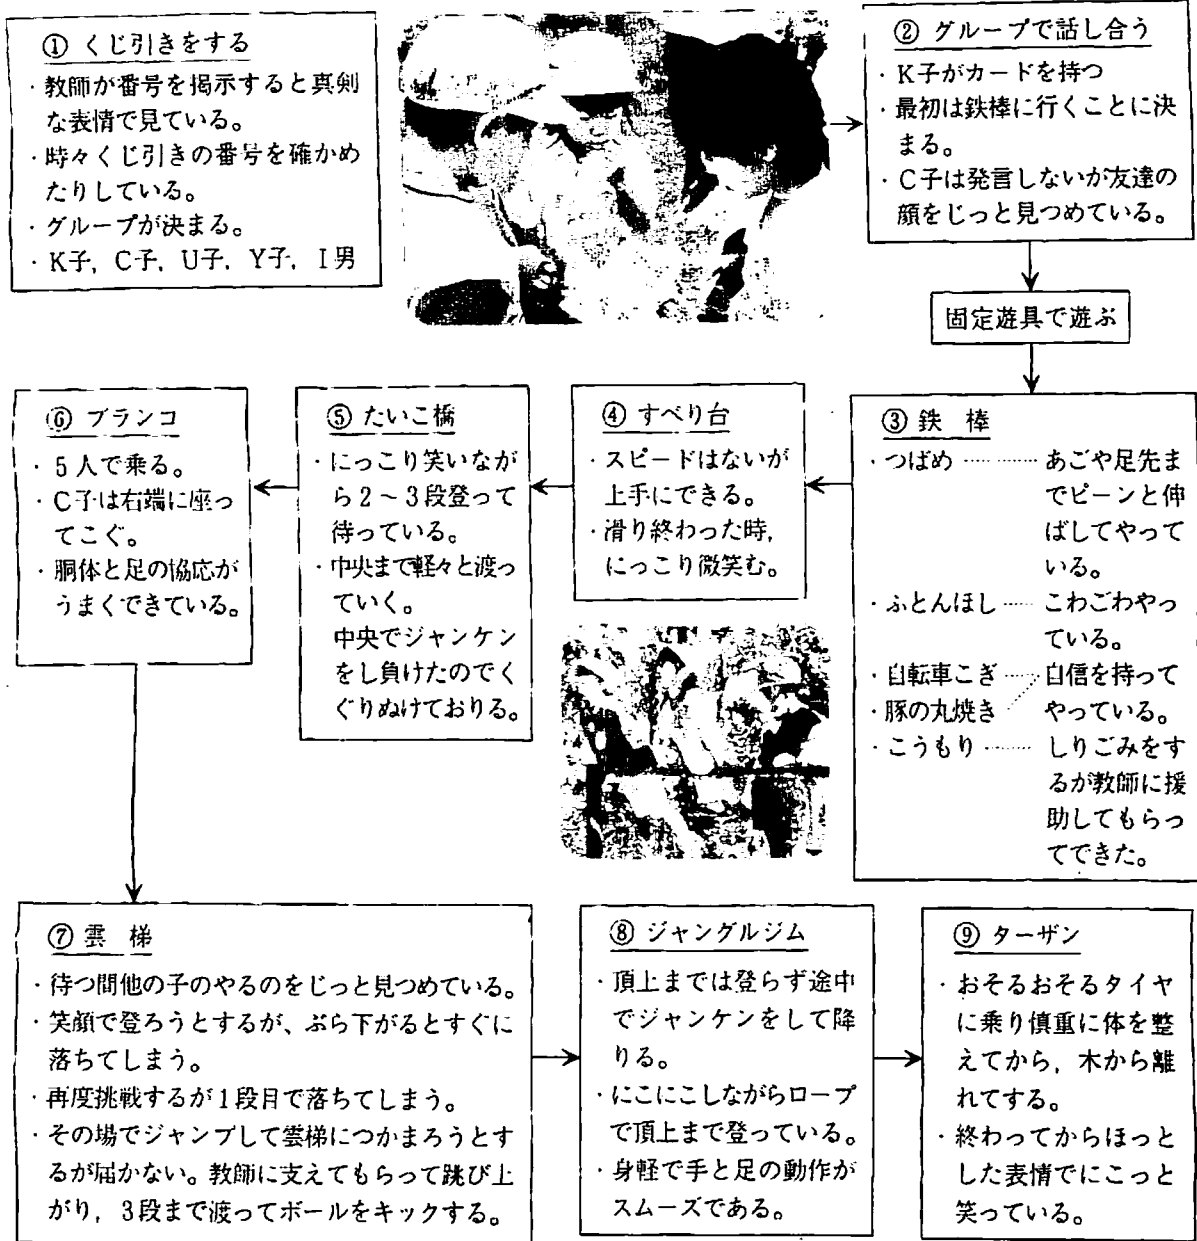 ① くじ引きをする
・教師が番号を掲示すると真剣
な表情で見ている。
・時々くじ引きの番号を確かめ
たりしている。
・グループが決まる。
・K子，C子，U子，Y子，I男
② グループで話し合う
・K子がカードを持つ
・最初は鉄棒に行くことに決
まる。
・C子は発言しないが友達の
顔をじっと見つめている。
固定遊具で遊ぶ
③ 鉄 棒
・つばめ ………… あごや足先ま
でピーンと伸
ばしてやって
いる。
・ふとんほし …… こわごわやっ
ている。
・自転車こぎ …… 自信を持って
・豚の丸焼き やっている。
・こうもり ……… しりごみをす
るが教師に援
助してもらっ
てできた。
④ すべり台
・スピードはないが
上手にできる。
・滑り終わった時，
にっこり微笑む。
⑤ たいこ橋
・にっこり笑いなが
ら2～3段登って
待っている。
・中央まで軽々と渡っ
ていく。
中央でジャンケン
をし負けたのでく
ぐりぬけておりる。
⑥ ブランコ
・5人で乗る。
・C子は右端に座っ
てこぐ。
・胴体と足の協応が
うまくできている。
⑦ 雲 梯
・待つ間他の子のやるのをじっと見つめている。
・笑顔で登ろうとするが、ぶら下がるとすぐに
落ちてしまう。
・再度挑戦するが1段目で落ちてしまう。
・その場でジャンプして雲梯につかまろうとす
るが届かない。教師に支えてもらって跳び上
がり，3段まで渡ってボールをキックする。
⑧ ジャングルジム
・頂上までは登らず途中
でジャンケンをして降
りる。
・にこにこしながらロープ
で頂上まで登っている。
・身軽で手と足の動作が
スムーズである。
⑨ ターザン
・おそるおそるタイヤ
に乗り慎重に体を整
えてから，木から離
れてする。
・終わってからほっと
した表情でにこっと
笑っている。